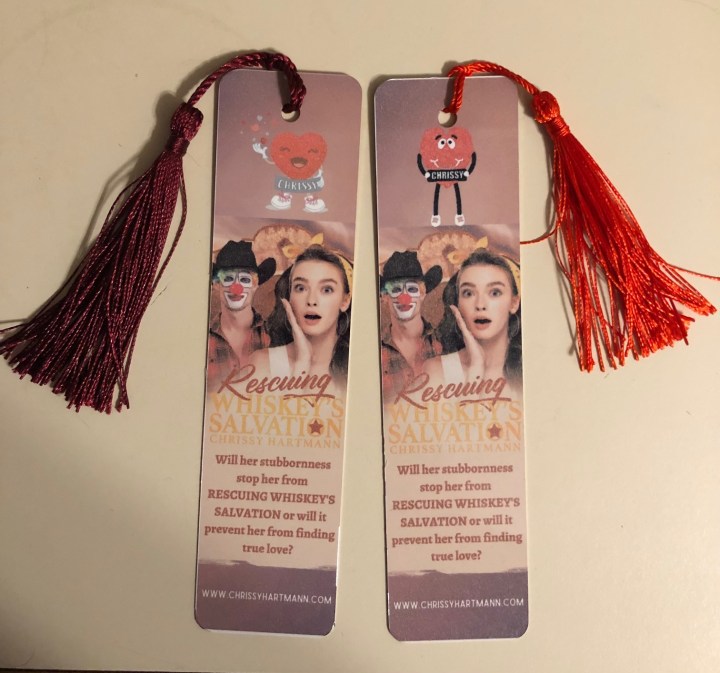 CHRISSY
Rescuing
WHISKEY'S
SALVATION
CHRISSY HARTMANN
Will her stubbornness
stop her from
RESCUING WHISKEY'S
SALVATION or will it
prevent her from finding
true love?
WWW.CHRISSYHARTMANN.COM
CHRISSY
Rescuing
WHISKEY'S
SALVATION
CHRISSY HARTMANN
Will her stubbornness
stop her from
RESCUING WHISKEY'S
SALVATION or will it
prevent her from finding
true love?
WWW.CHRISSYHARTMANN.COM